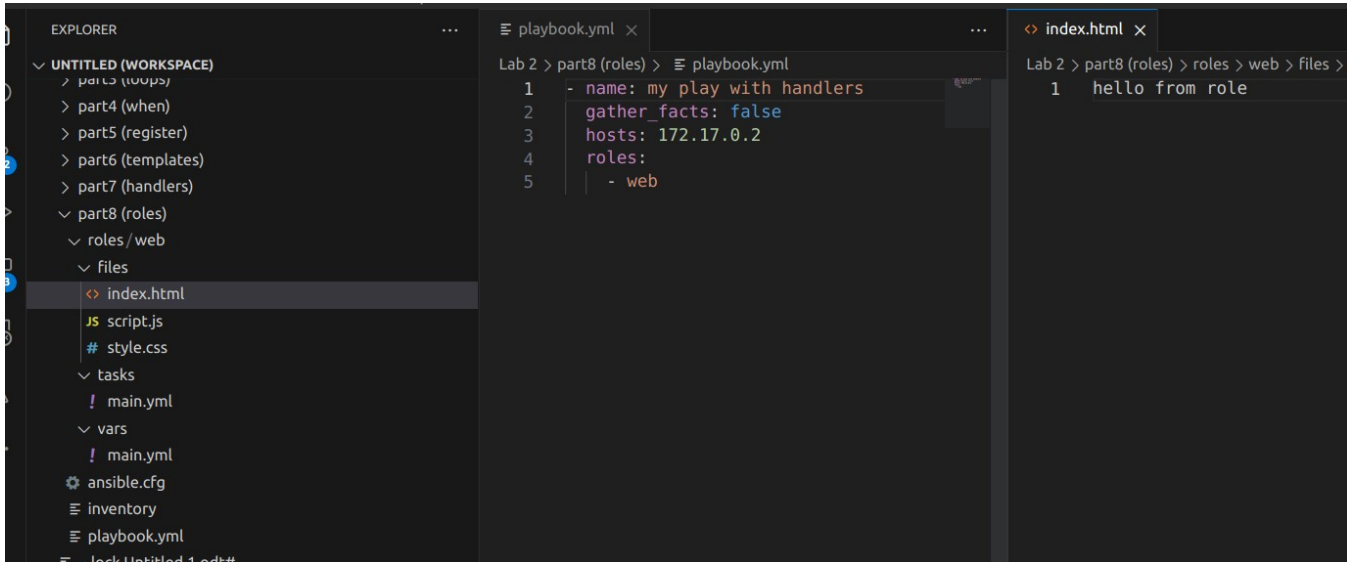 EXPLORER
UNTITLED (WORKSPACE)
part3 (loops)
part4 (when)
part5 (register)
part6 (templates)
part7 (handlers)
part8 (roles)
roles/web
files
index.html
JS script.js
# style.css
tasks
! main.yml
vars
! main.yml
ansible.cfg
inventory
playbook.yml
playbook.yml
Lab 2 > part8 (roles) > playbook.yml
1 - name: my play with handlers
2 gather_facts: false
3 hosts: 172.17.0.2
4 roles:
5 - web
index.html
Lab 2 > part8 (roles) > roles > web > files >
1 hello from role